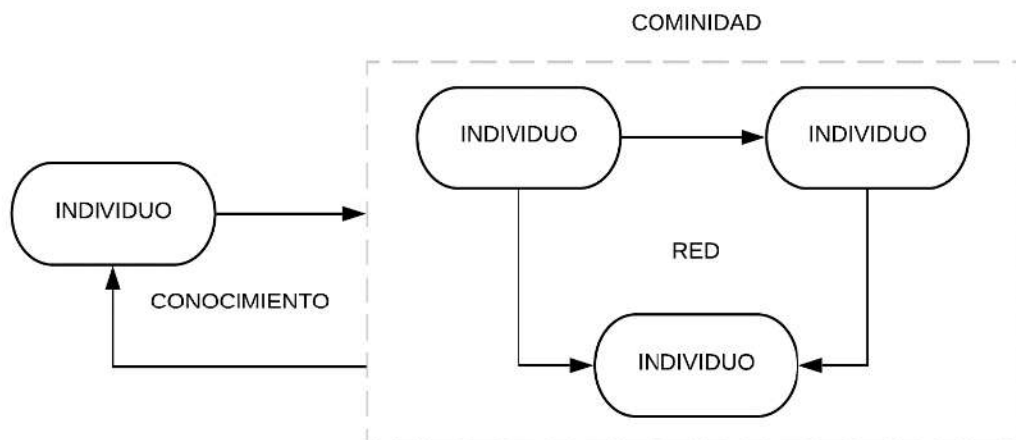 COMINIDAD
INDIVIDUO
INDIVIDUO
INDIVIDUO
RED
CONOCIMIENTO
INDIVIDUO